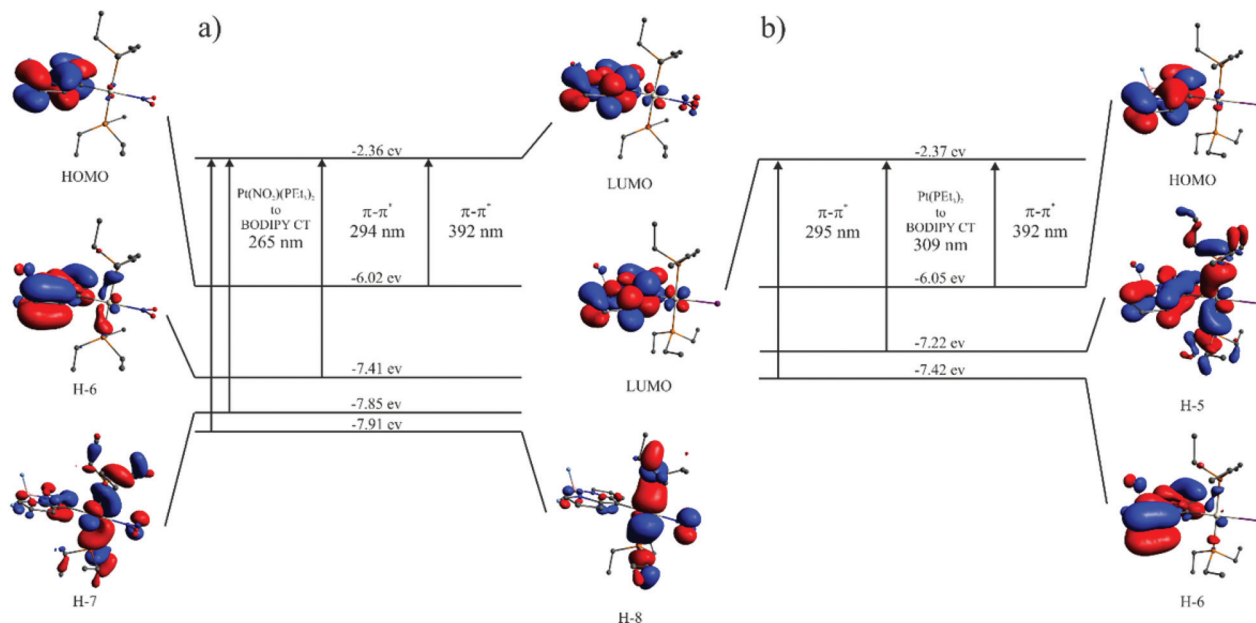 a)
b)
HOMO
LUMO
HOMO
-2.36 ev
-2.37 ev
Pt(NO₂)(PEt₃)₂
to
BODIPY CT
265 nm
π-π*
294 nm
π-π*
392 nm
π-π*
295 nm
Pt(PEt₃)₂
to
BODIPY CT
309 nm
π-π*
392 nm
-6.02 ev
-6.05 ev
H-6
LUMO
H-5
-7.22 ev
-7.41 ev
-7.42 ev
-7.85 ev
-7.91 ev
H-7
H-8
H-6